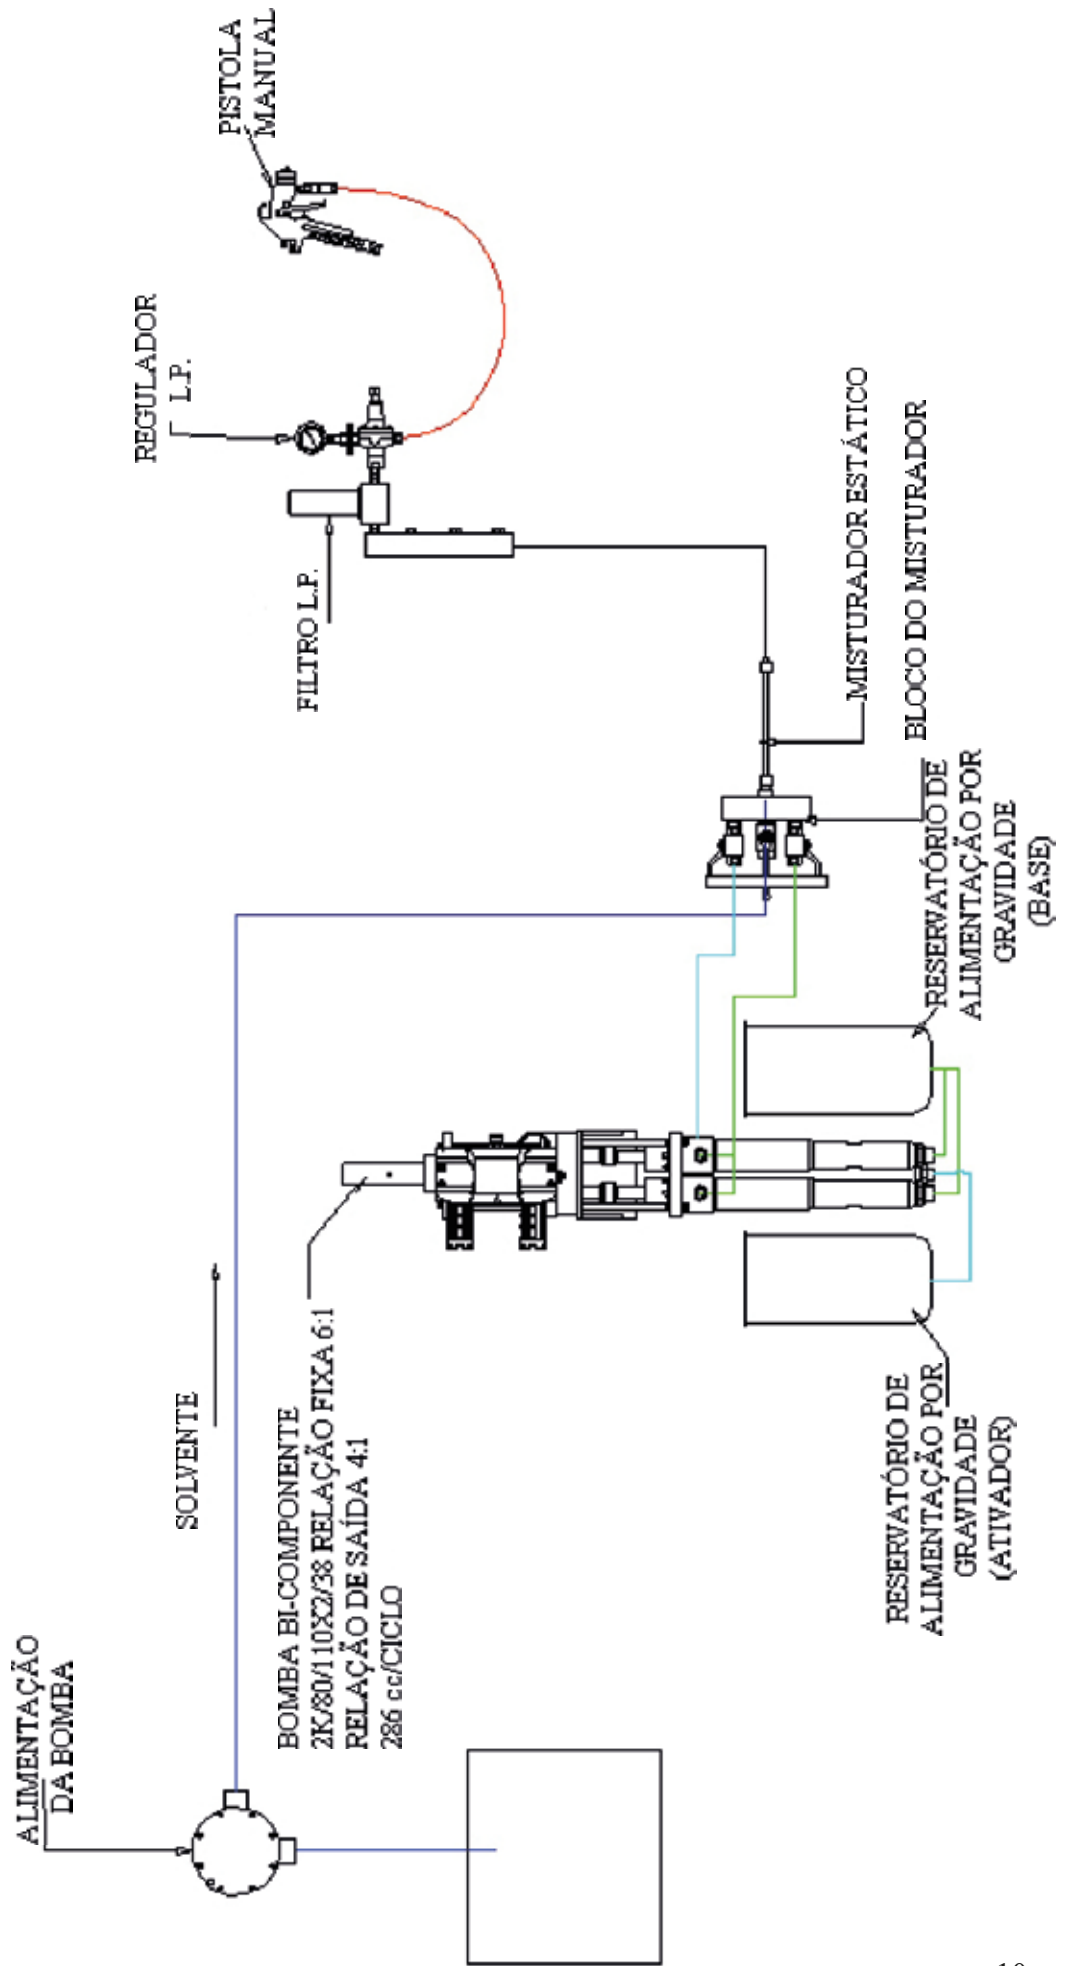 ALIMENTAÇÃO
DA BOMBA
SOLVENTE
BOMBA BI-COMPONENTE
2K/80/110X2/38 RELAÇÃO FIXA 6:1
RELAÇÃO DE SAÍDA 4:1
286 cc/CICLO
RESERVATÓRIO DE
ALIMENTAÇÃO POR
GRAVIDADE
(ATIVADOR)
RESERVATÓRIO DE
ALIMENTAÇÃO POR
GRAVIDADE
(BASE)
BLOCO DO MISTURADOR
MISTURADOR ESTÁTICO
FILTRO L.P.
REGULADOR
L.P.
PISTOLA
MANUAL